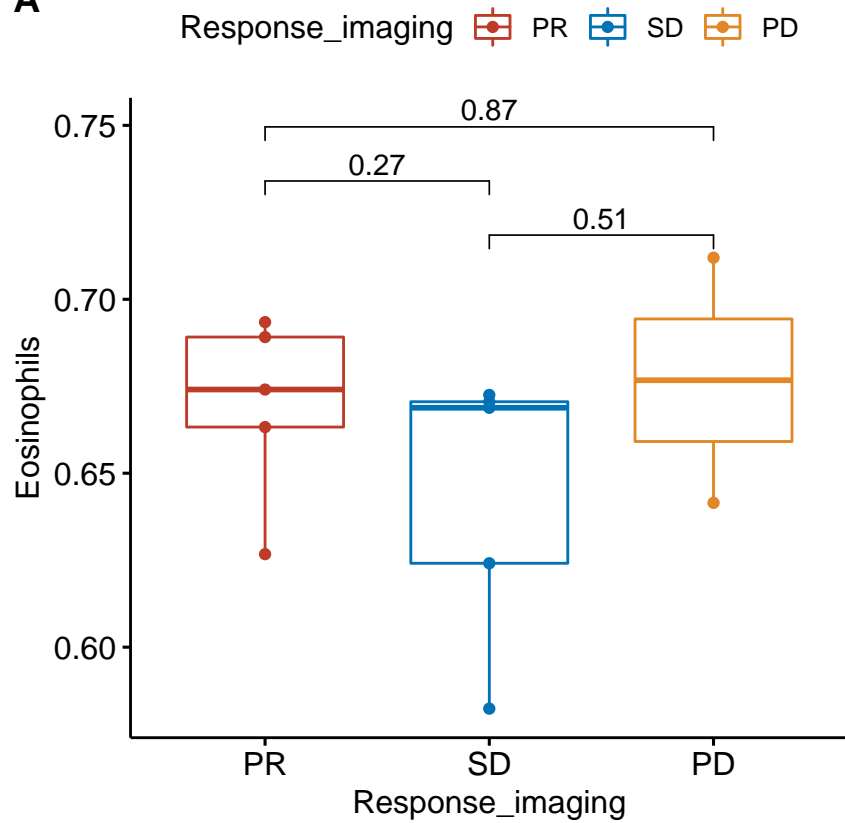 A
Response_imaging PR SD PD
0.75
0.70
0.65
0.60
Eosinophils
0.87
0.27
0.51
PR SD PD
Response_imaging